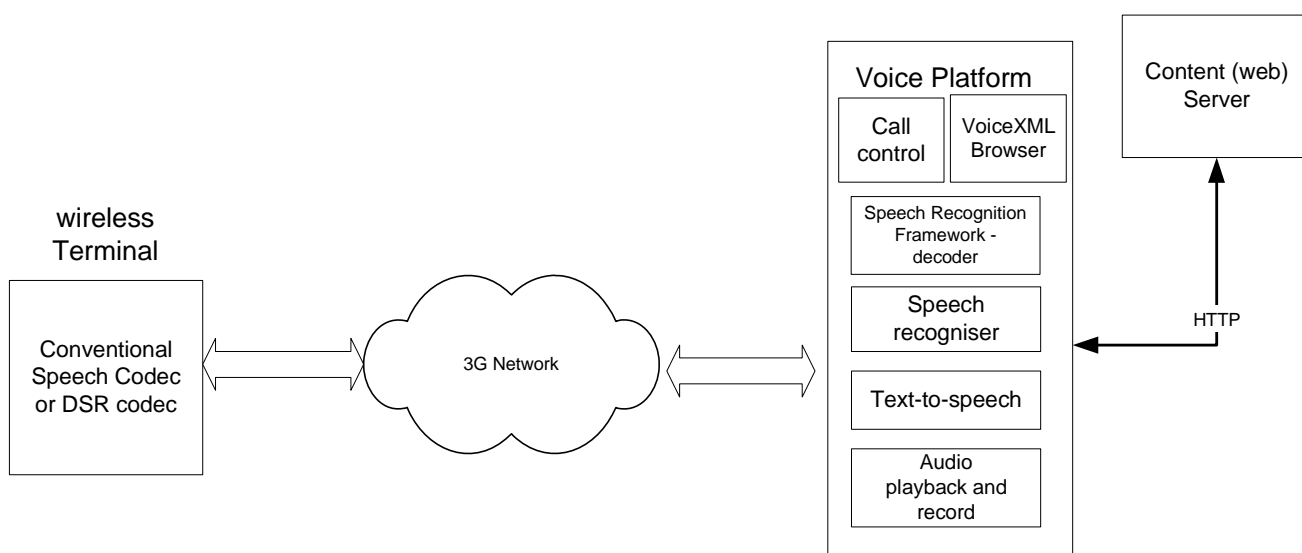 wireless
Terminal
Conventional
Speech Codec
or DSR codec
3G Network
Voice Platform
Call
control
VoiceXML
Browser
Speech Recognition
Framework -
decoder
Speech
recogniser
Text-to-speech
Audio
playback and
record
Content (web)
Server
HTTP